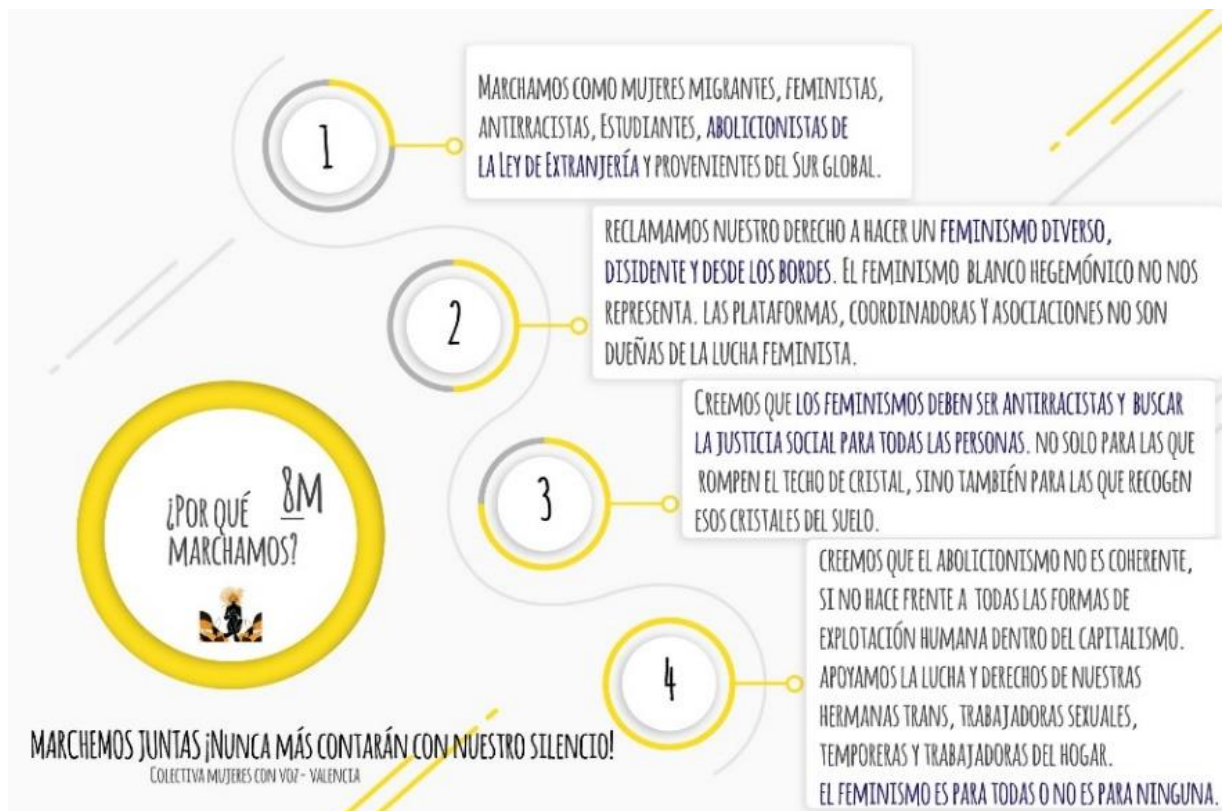 1
MARCHAMOS COMO MUJERES MIGRANTES, FEMINISTAS,
ANTIRRACISTAS, ESTUDIANTES, ABOLICIONISTAS DE
LA LEY DE EXTRANJERÍA Y PROVENIENTES DEL SUR GLOBAL.
2
RECLAMAMOS NUESTRO DERECHO A HACER UN FEMINISMO DIVERSO,
DISIDENTE Y DESDE LOS BORDES. EL FEMINISMO BLANCO HEGEMÓNICO NO NOS
REPRESENTA. LAS PLATAFORMAS, COORDINADORAS Y ASOCIACIONES NO SON
DUEÑAS DE LA LUCHA FEMINISTA.
3
CREEMOS QUE LOS FEMINISMOS DEBEN SER ANTIRRACISTAS Y BUSCAR
LA JUSTICIA SOCIAL PARA TODAS LAS PERSONAS. NO SOLO PARA LAS QUE
ROMPEN EL TECHO DE CRISTAL, SINO TAMBIÉN PARA LAS QUE RECOGEN
ESOS CRISTALES DEL SUELO.
4
CREEMOS QUE EL ABOLICIONISMO NO ES COHERENTE,
SI NO HACE FRENTE A TODAS LAS FORMAS DE
EXPLOTACIÓN HUMANA DENTRO DEL CAPITALISMO.
APOYAMOS LA LUCHA Y DERECHOS DE NUESTRAS
HERMANAS TRANS, TRABAJADORAS SEXUALES,
TEMPORERAS Y TRABAJADORAS DEL HOGAR.
EL FEMINISMO ES PARA TODAS O NO ES PARA NINGUNA.
¿POR QUÉ 8M
MARCHAMOS?
MARCHEMOS JUNTAS ¡NUNCA MÁS CONTARÁN CON NUESTRO SILENCIO!
COLECTIVA MUJERES CON VOZ- VALENCIA